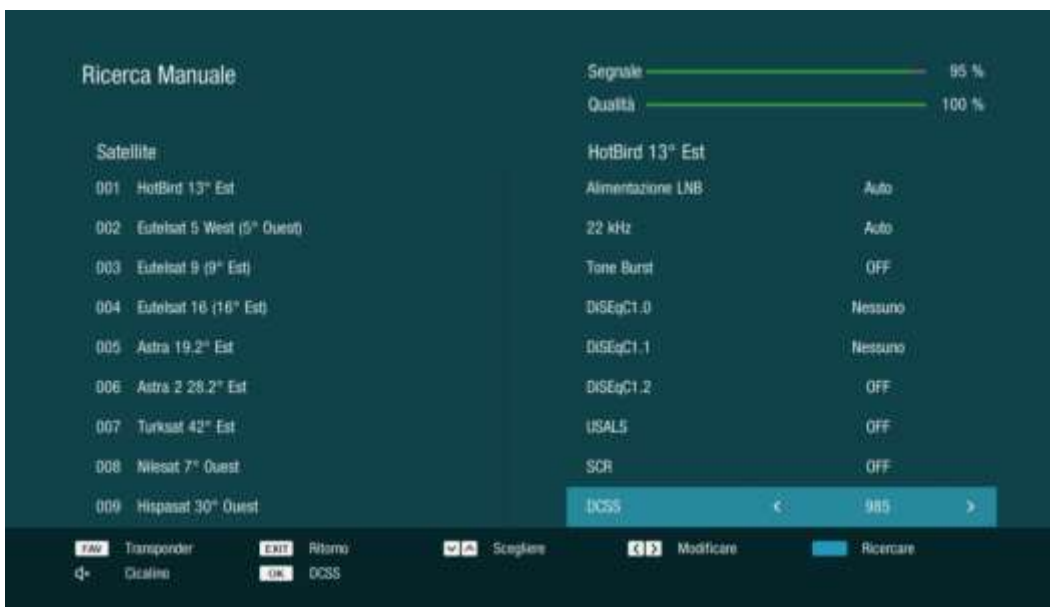 Ricerca Manuale
Segnale 95 %
Qualità 100 %
Satellite
001 HotBird 13° Est
002 Eutelsat 5 West (5° Ouest)
003 Eutelsat 9 (9° Est)
004 Eutelsat 16 (16° Est)
005 Astra 19.2° Est
006 Astra 2 28.2° Est
007 Turksat 42° Est
008 Nilesat 7° Ouest
009 Hispasat 30° Ouest
HotBird 13° Est
Alimentazione LNB Auto
22 kHz Auto
Tone Burst OFF
DiSEqC1.0 Nessuno
DiSEqC1.1 Nessuno
DiSEqC1.2 OFF
USALS OFF
SCR OFF
DCSS < 985 >
FAV Transponder EXIT Ritorno Scegliere < > Modificare Ricercare
Cicalino OK DCSS